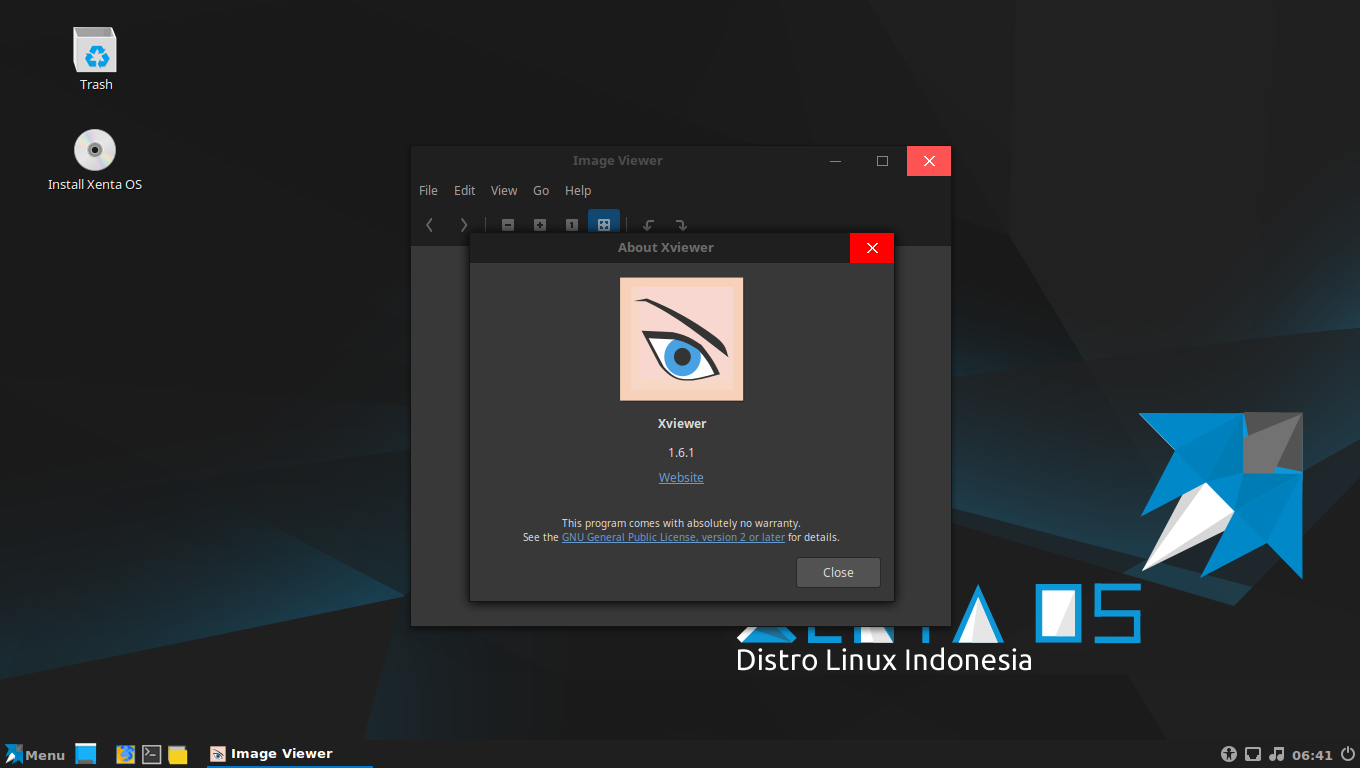 Trash
Install Xenta OS
Image Viewer
File Edit View Go Help
1
About Xviewer
Xviewer
1.6.1
Website
This program comes with absolutely no warranty.
See the GNU General Public License, version 2 or later for details.
Close
XENTA OS
Distro Linux Indonesia
Menu
Image Viewer
06:41